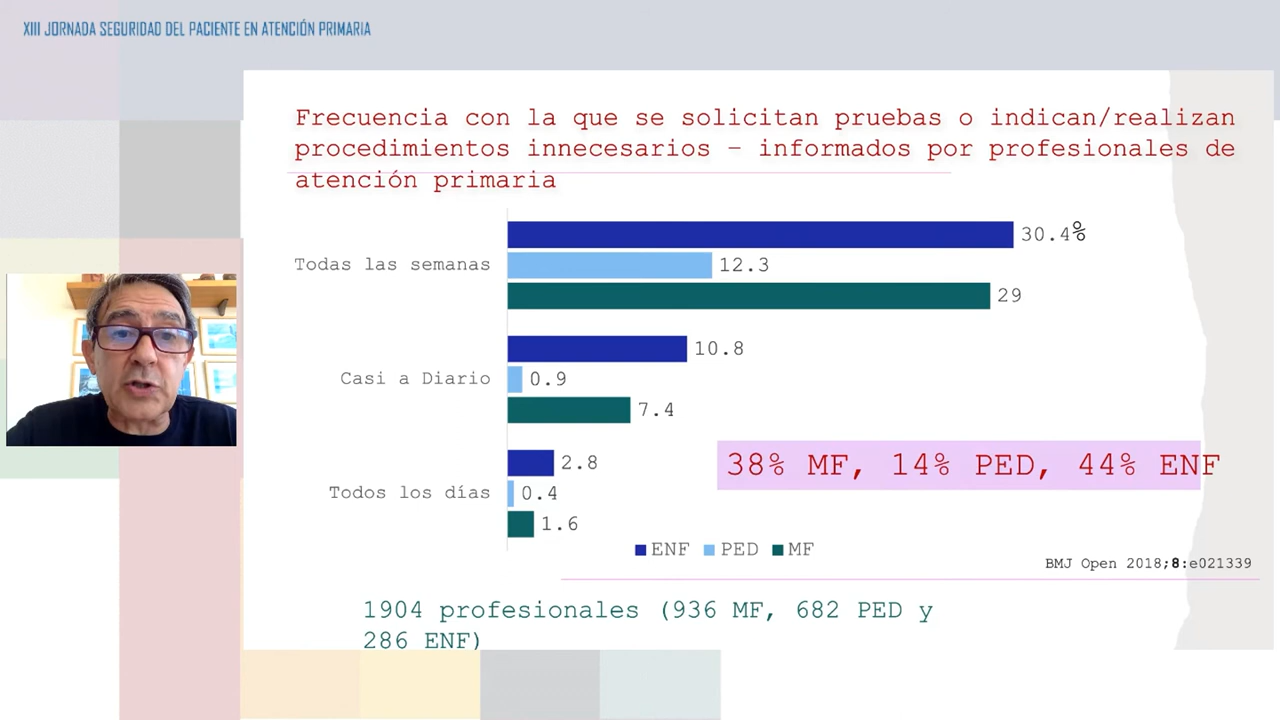 XIII JORNADA SEGURIDAD DEL PACIENTE EN ATENCIÓN PRIMARIA
Frecuencia con la que se solicitan pruebas o indican/realizan
procedimientos innecesarios – informados por profesionales de
atención primaria
30.4%
Todas las semanas 12.3
29
10.8
Casi a Diario 0.9
7.4
2.8
Todos los días 0.4
1.6
38% MF, 14% PED, 44% ENF
ENF PED MF
BMJ Open 2018;8:e021339
1904 profesionales (936 MF, 682 PED y
286 ENF)